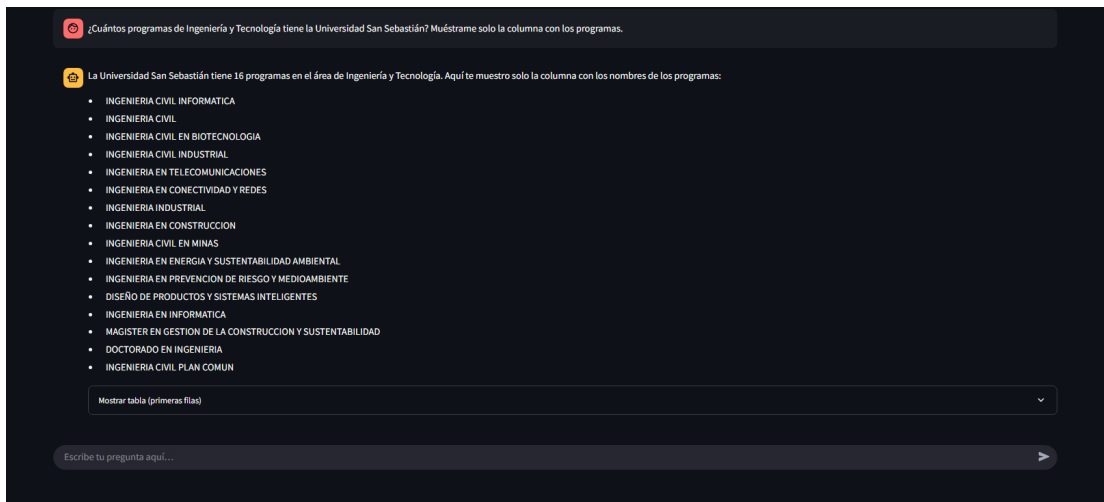 ¿Cuántos programas de Ingeniería y Tecnología tiene la Universidad San Sebastián? Muéstrame solo la columna con los programas.
La Universidad San Sebastián tiene 16 programas en el área de Ingeniería y Tecnología. Aquí te muestro solo la columna con los nombres de los programas:
• INGENIERIA CIVIL INFORMATICA
• INGENIERIA CIVIL
• INGENIERIA CIVIL EN BIOTECNOLOGIA
• INGENIERIA CIVIL INDUSTRIAL
• INGENIERIA EN TELECOMUNICACIONES
• INGENIERIA EN CONECTIVIDAD Y REDES
• INGENIERIA INDUSTRIAL
• INGENIERIA EN CONSTRUCCION
• INGENIERIA CIVIL EN MINAS
• INGENIERIA EN ENERGIA Y SUSTENTABILIDAD AMBIENTAL
• INGENIERIA EN PREVENCION DE RIESGO Y MEDIOAMBIENTE
• DISEÑO DE PRODUCTOS Y SISTEMAS INTELIGENTES
• INGENIERIA EN INFORMATICA
• MAGISTER EN GESTION DE LA CONSTRUCCION Y SUSTENTABILIDAD
• DOCTORADO EN INGENIERIA
• INGENIERIA CIVIL PLAN COMUN
Mostrar tabla (primeras filas)
Escribe tu pregunta aquí...